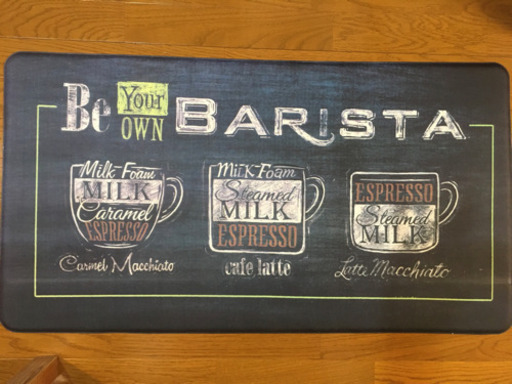 Be Your OWN BARISTA
Milk Foam
MILK
Caramel
ESPRESSO
Carmel Macchiato
Milk Foam
Steamed
MILK
ESPRESSO
cafe latte
ESPRESSO
Steamed
MILK
Latte Macchiato